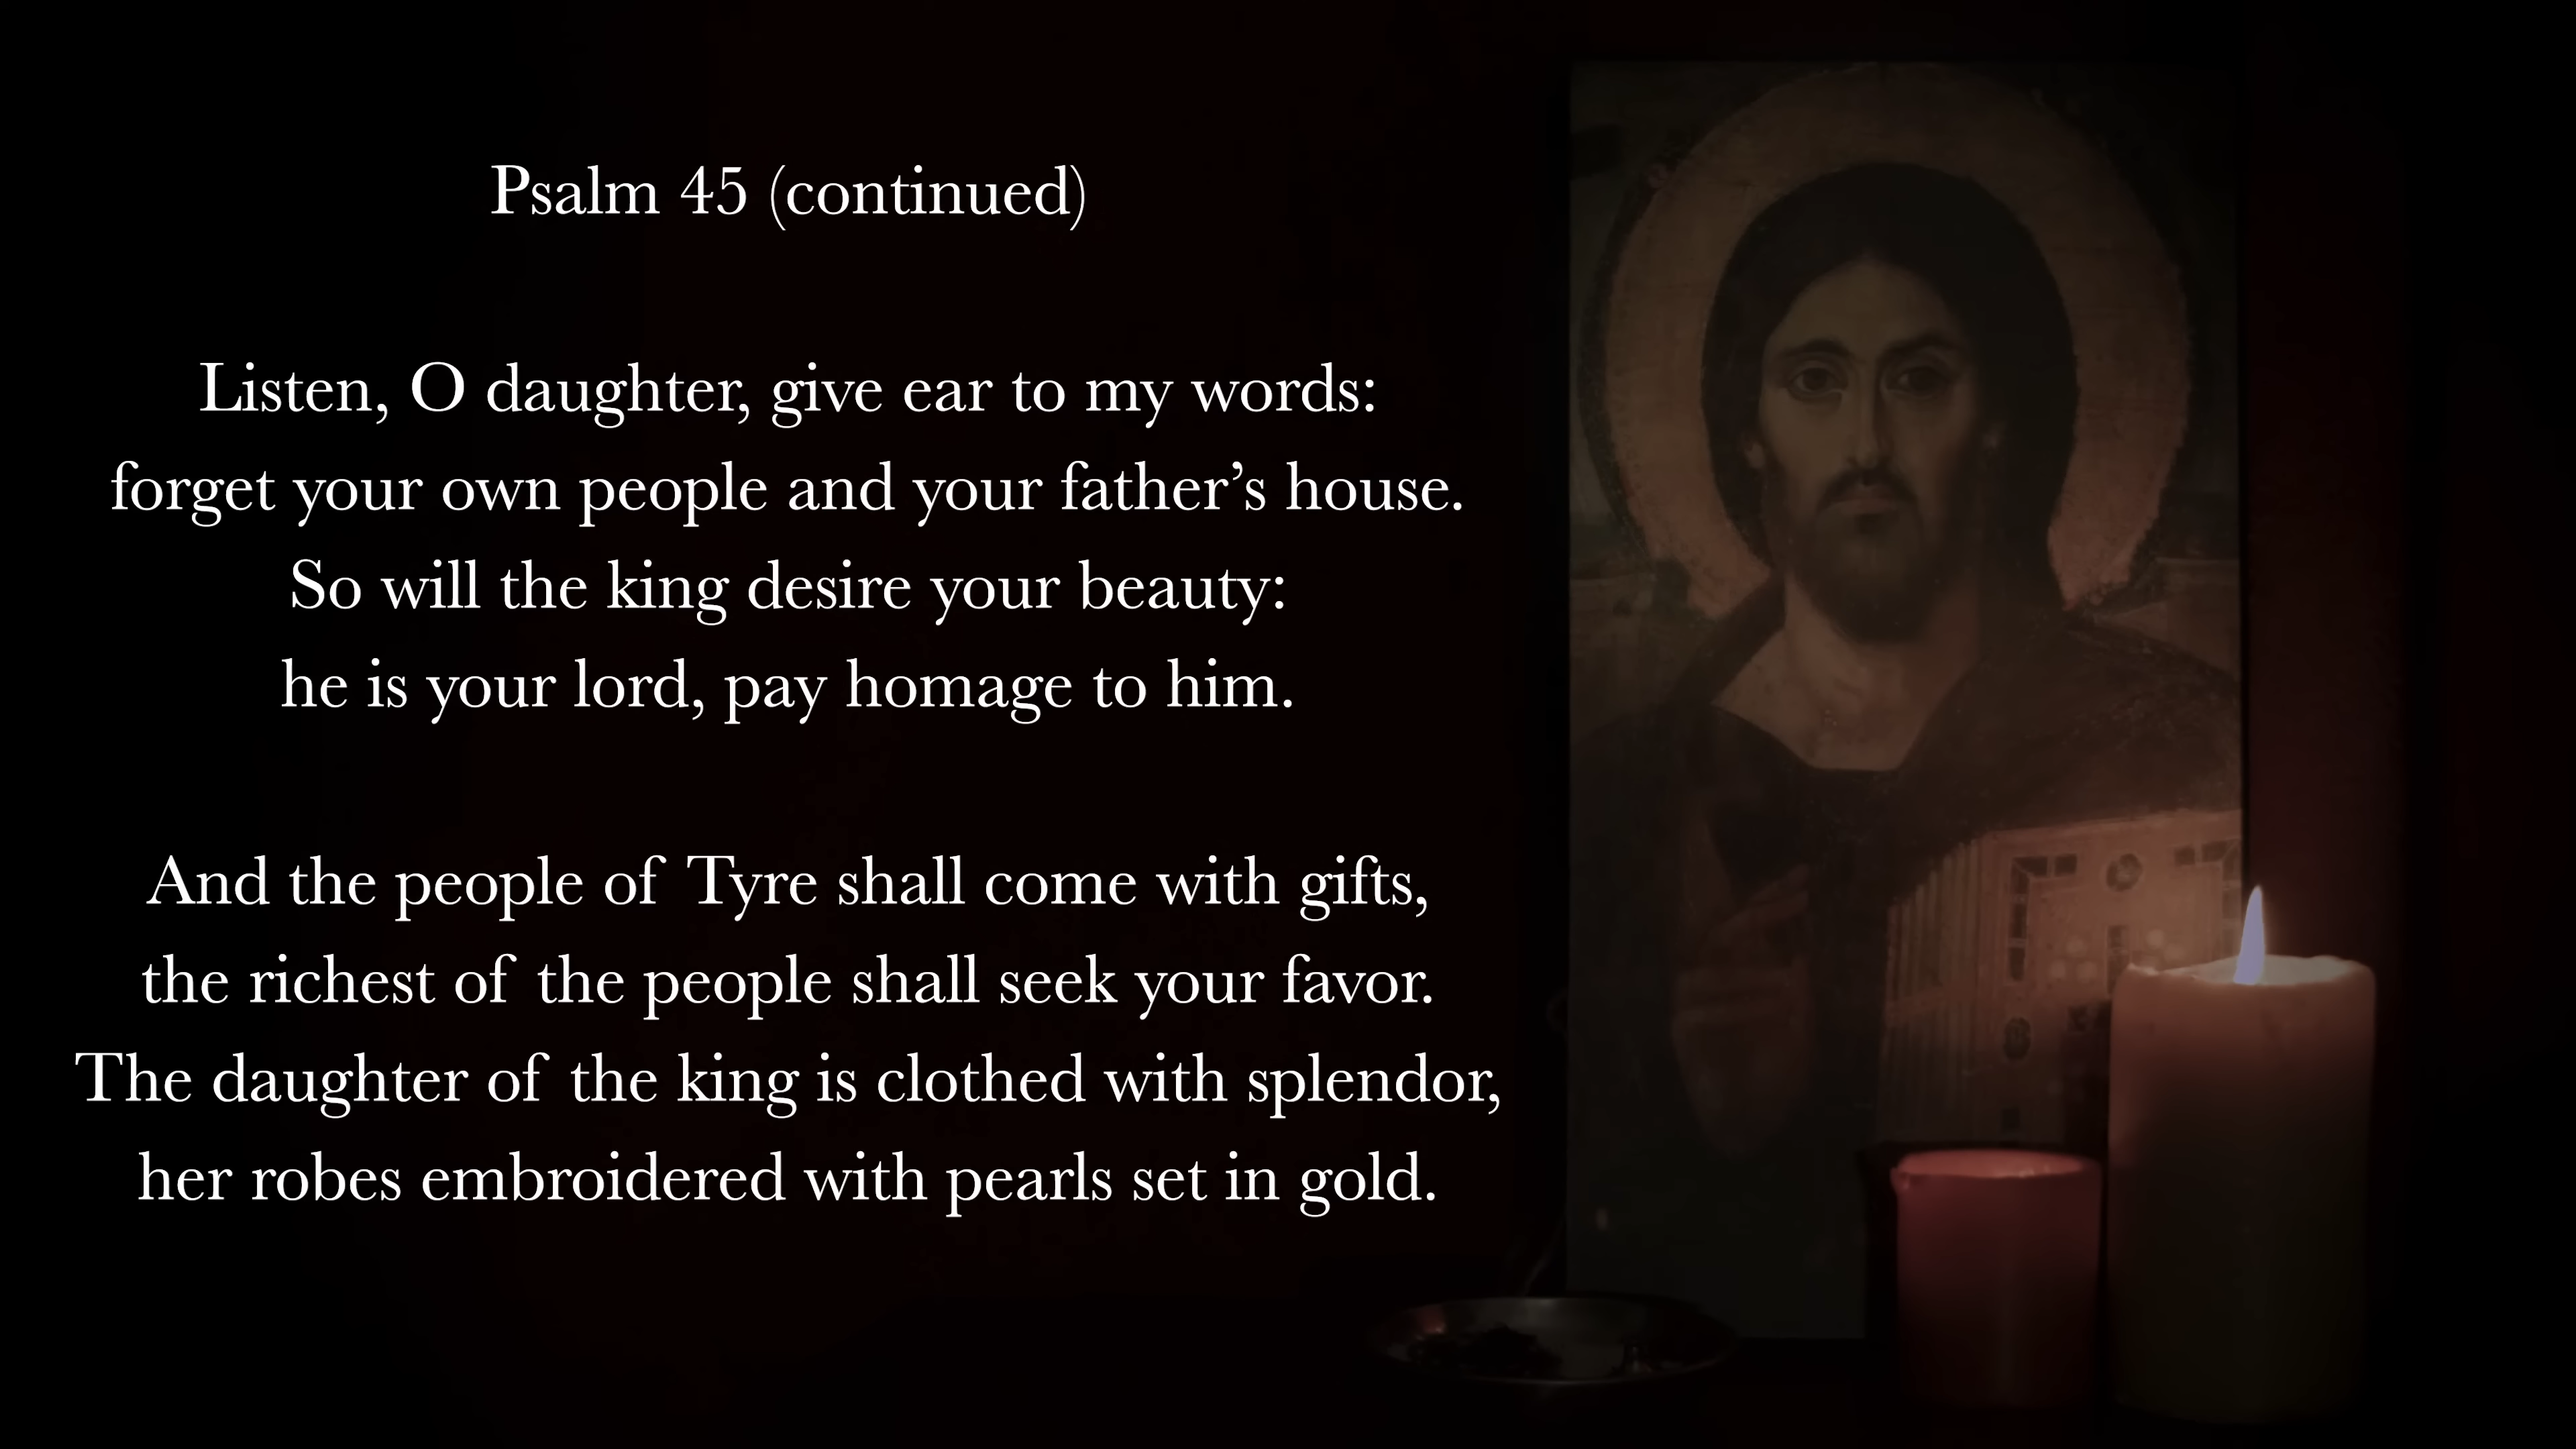 Psalm 45 (continued)
Listen, O daughter, give ear to my words:
forget your own people and your father’s house.
So will the king desire your beauty:
he is your lord, pay homage to him.
And the people of Tyre shall come with gifts,
the richest of the people shall seek your favor.
The daughter of the king is clothed with splendor,
her robes embroidered with pearls set in gold.